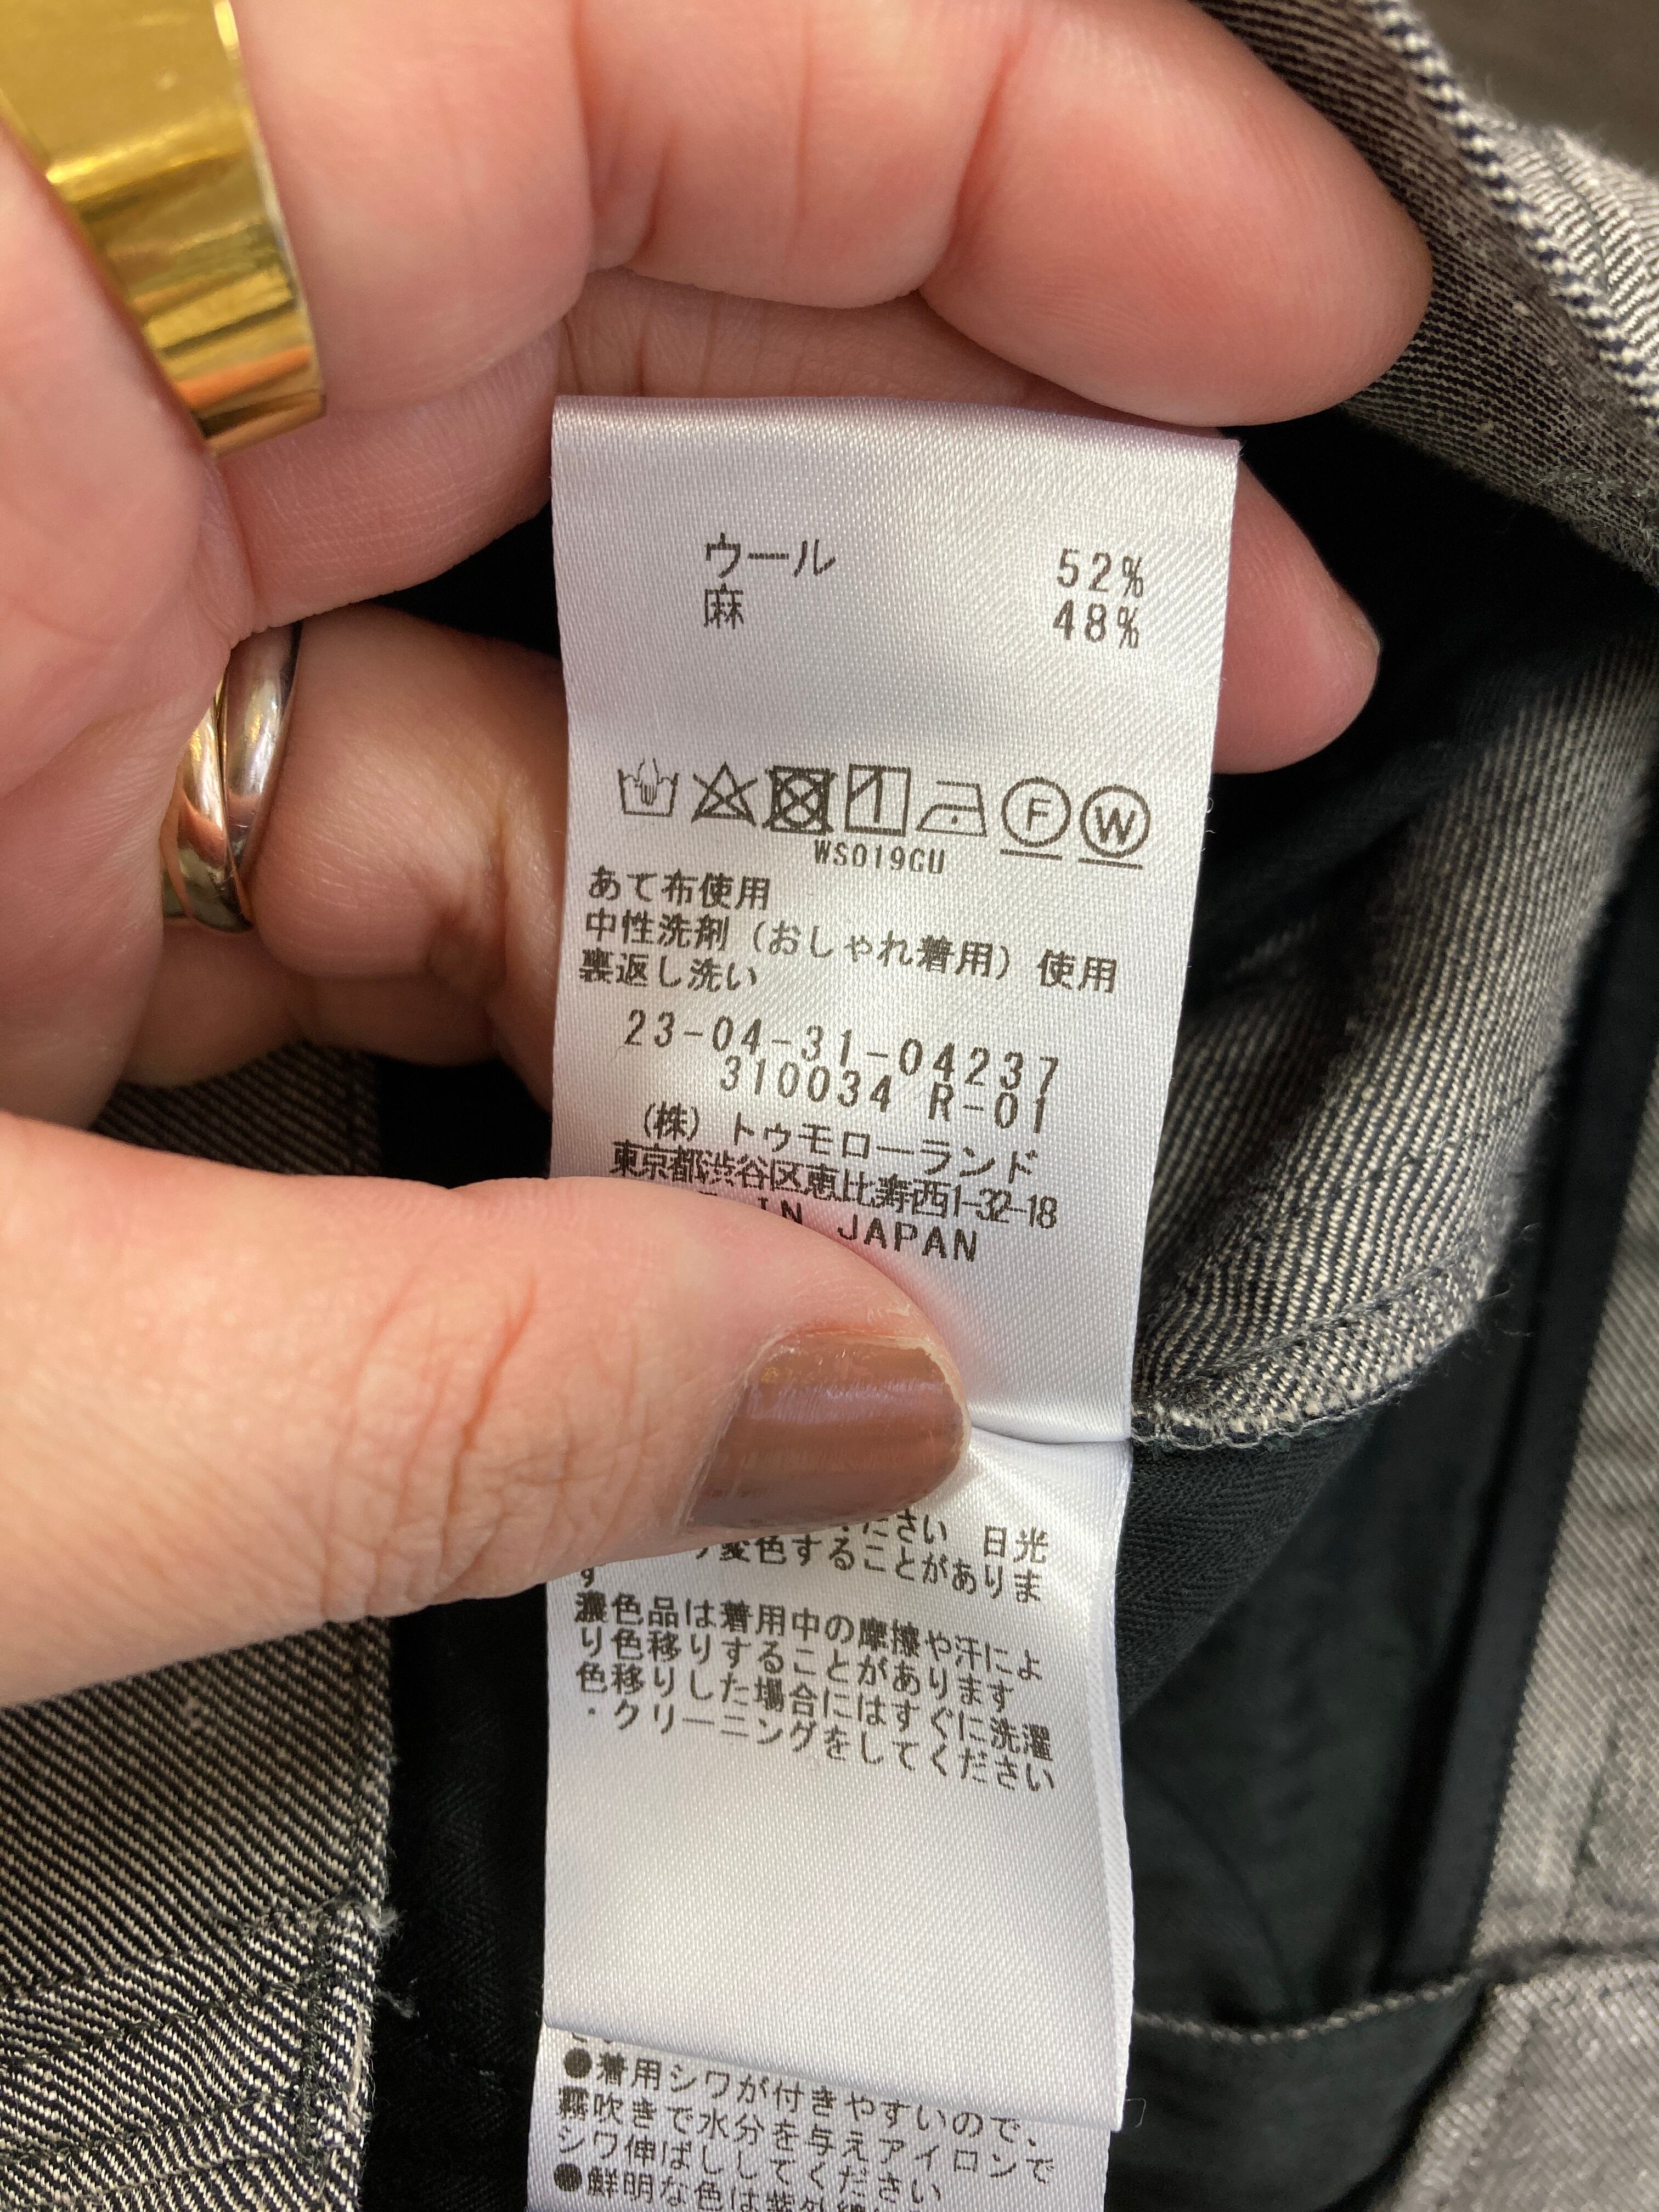 ウール 52%
麻 48%
F W
WS019GU
あて布使用
中性洗剤（おしゃれ着用）使用
裏返し洗い
23-04-31-04237
310034 R-01
（株）トゥモローランド
東京都渋谷区恵比寿西1-32-18
IN JAPAN
ださい 日光
変色することがありま
す
濃色品は着用中の摩擦や汗によ
り色移りすることがあります
色移りした場合にはすぐに洗濯
・クリーニングをしてください
●着用シワが付きやすいので、
霧吹きで水分を与えアイロンで
シワ伸ばししてください
●鮮明な色は紫外線